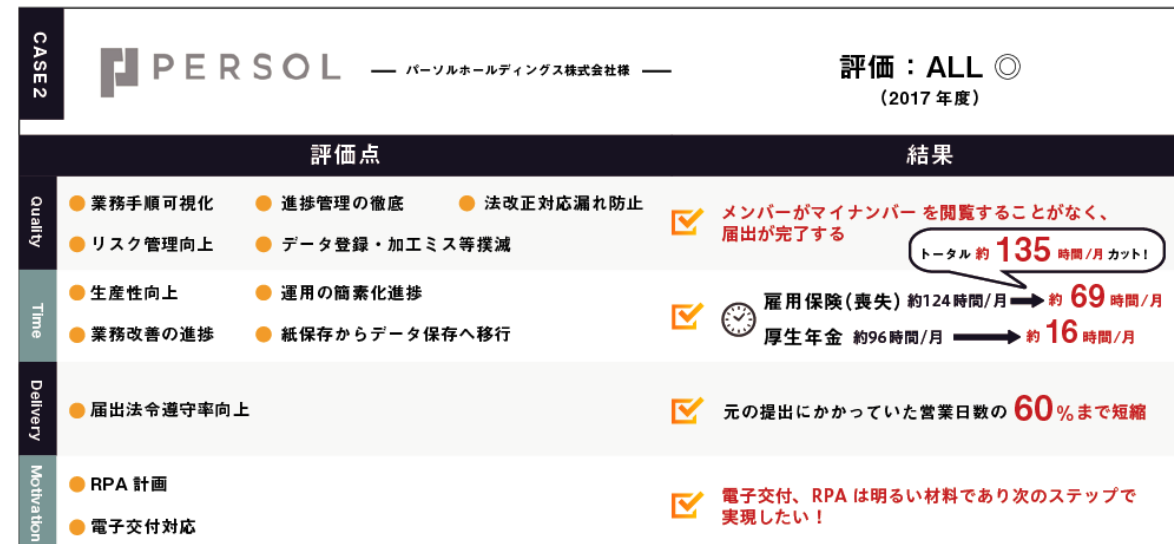 CASE2
PERSOL
パーソルホールディングス株式会社様
評価：ALL ◎
（2017 年度）
評価点
結果
Quality
業務手順可視化
進捗管理の徹底
法改正対応漏れ防止
リスク管理向上
データ登録・加工ミス等撲滅
メンバーがマイナンバー を閲覧することがなく、
届出が完了する
トータル 約 135 時間/月 カット！
Time
生産性向上
運用の簡素化進捗
業務改善の進捗
紙保存からデータ保存へ移行
雇用保険(喪失) 約124時間/月 約 69 時間/月
厚生年金 約96時間/月 約 16 時間/月
Delivery
届出法令遵守率向上
元の提出にかかっていた営業日数の 60％まで短縮
Motivation
RPA 計画
電子交付対応
電子交付、RPA は明るい材料であり次のステップで
実現したい！